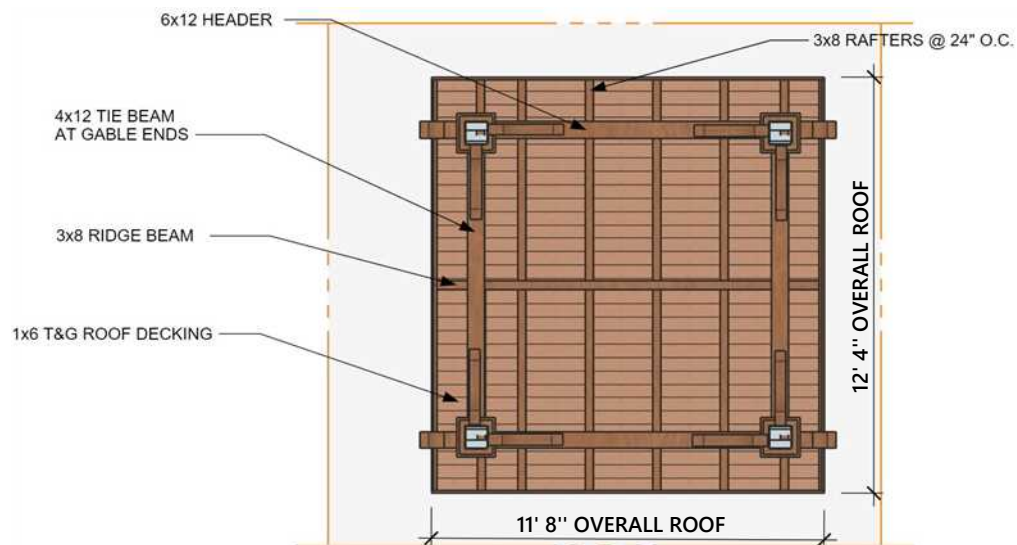 6x12 HEADER
3x8 RAFTERS @ 24" O.C.
4x12 TIE BEAM
AT GABLE ENDS
3x8 RIDGE BEAM
1x6 T&G ROOF DECKING
12' 4'' OVERALL ROOF
11' 8'' OVERALL ROOF